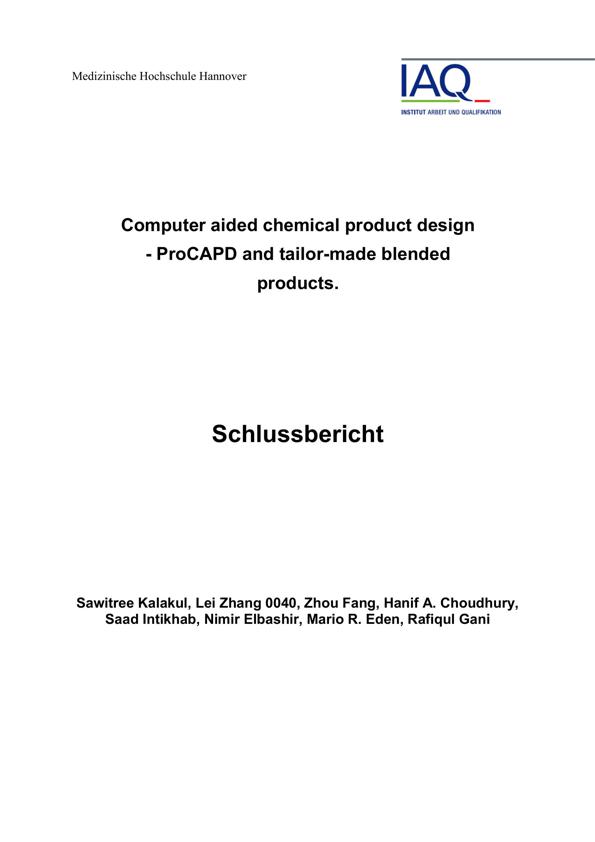 Medizinische Hochschule Hannover
IAQ
INSTITUT ARBEIT UND QUALIFIKATION
Computer aided chemical product design
- ProCAPD and tailor-made blended
products.
Schlussbericht
Sawitree Kalakul, Lei Zhang 0040, Zhou Fang, Hanif A. Choudhury,
Saad Intikhab, Nimir Elbashir, Mario R. Eden, Rafiqul Gani